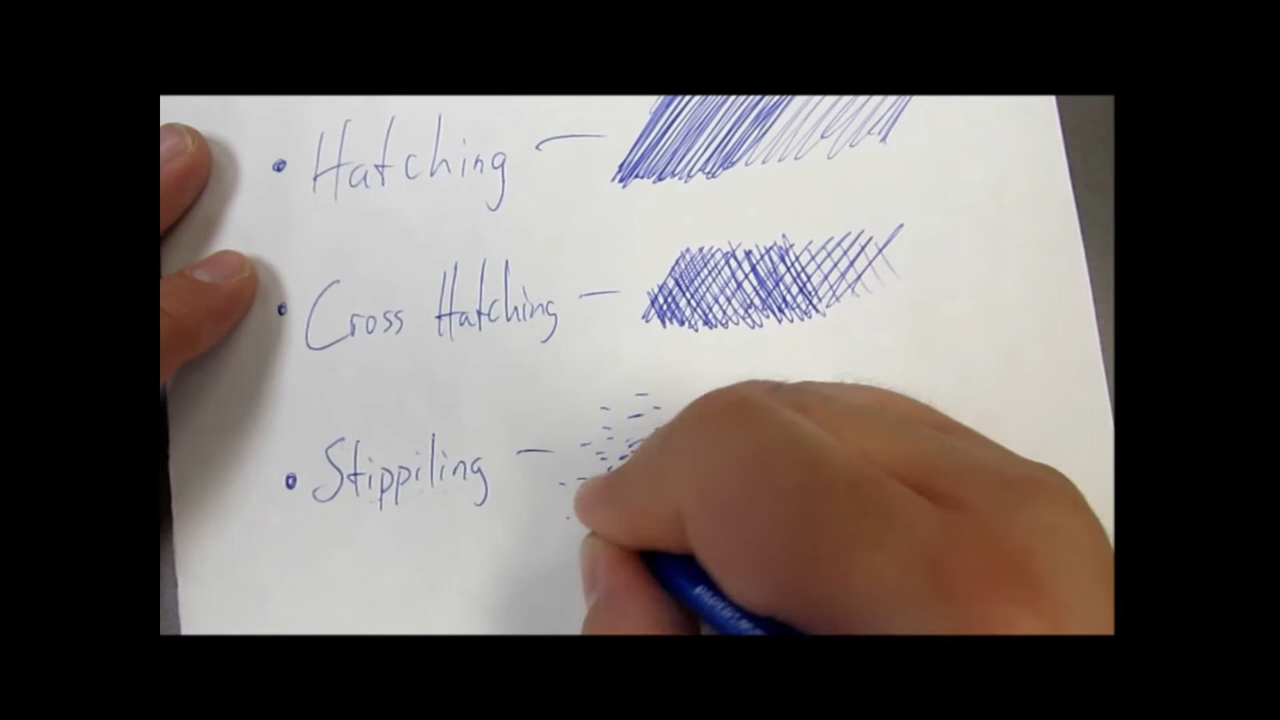 • Hatching —
• Cross Hatching —
• Stippiling —